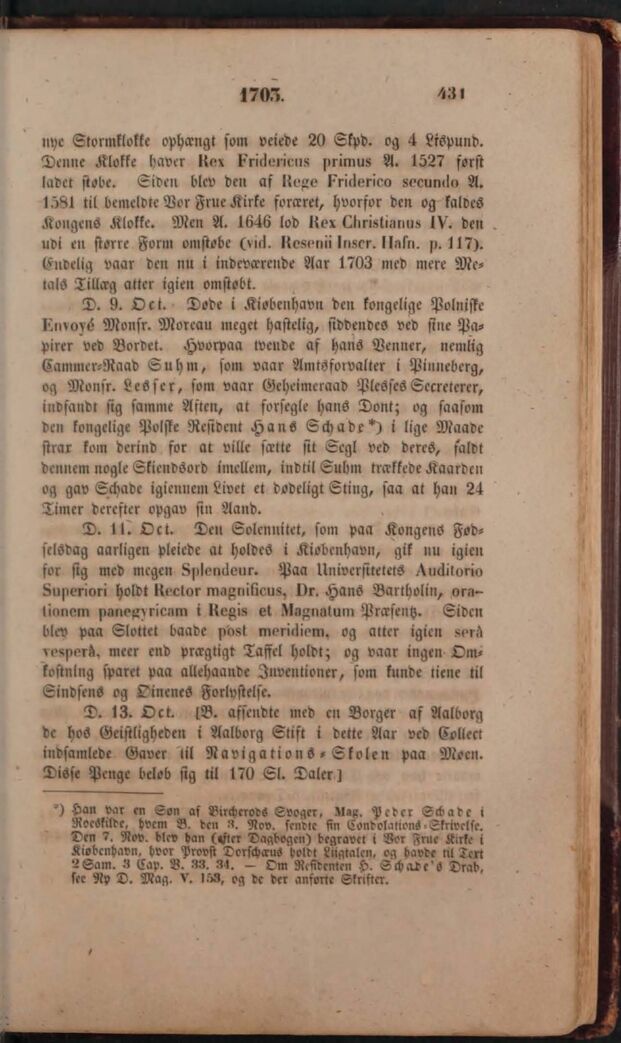 1703.
431
nye Stormklokke ophængt som veiede 20 Skpd. og 4 Lispund.
Denne Klokke haver Rex Fridericus primus A. 1527 først
ladet støbe. Siden blev den af Rege Friderico secundo A.
1581 til bemeldte Vor Frue Kirke foræret, hvorfor den og kaldes
Kongens Klokke. Men A. 1646 lod Rex Christianus IV. den
udi en større Form omstøbe (vid. Resenii Inscr. Hafn. p. 117).
Endelig vaar den nu i indeværende Aar 1703 med mere Me-
tals Tillæg atter igien omstøbt.
D. 9. Oct. Døde i Kiøbenhavn den kongelige Polniske
Envoyé Monsr. Moreau meget hastelig, siddendes ved sine Pa-
pirer ved Bordet. Hvorpaa tvende af hans Venner, nemlig
Cammer-Raad Suhm, som vaar Amtsforvalter i Pinneberg,
og Monsr. Lesser, som vaar Geheimeraad Plesses Secreterer,
indfandt sig samme Aften, at forsegle hans Dont; og saasom
den kongelige Polske Resident Hans Schade*) i lige Maade
strax kom derind for at ville sætte sit Segl ved deres, faldt
dennem nogle Skiendsord imellem, indtil Suhm trækkede Kaarden
og gav Schade igiennem Livet et dødeligt Sting, saa at han 24
Timer derefter opgav sin Aand.
D. 11. Oct. Den Solennitet, som paa Kongens Fød-
selsdag aarligen pleiede at holdes i Kiøbenhavn, gik nu igien
for sig med megen Splendeur. Paa Universitetets Auditorio
Superiori holdt Rector magnificus, Dr. Hans Bartholin, ora-
tionem panegyricam i Regis et Magnatum Præsentz. Siden
blev paa Slottet baade post meridiem, og atter igien serå
vesperå, meer end prægtigt Taffel holdt; og vaar ingen Om-
kostning sparet paa allehaande Inventioner, som kunde tiene til
Sindsens og Øinenes Forlystelse.
D. 13. Oct. [B. affendte med en Borger af Aalborg
de hos Geistligheden i Aalborg Stift i dette Aar ved Collect
indsamlede Gaver til Navigations-Skolen paa Møen.
Disse Penge beløb sig til 170 Sl. Daler.]
*) Han var en Søn af Bircherods Svoger, Mag. Peder Schade i
Roeskilde, hvem B. den 3. Nov. sendte sin Condolations-Skrivelse.
Den 7. Nov. blev han (efter Dagbogen) begravet i Vor Frue Kirke i
Kiøbenhavn, hvor Provst Dorschæus holdt Liigtalen, og havde til Text
2 Sam. 3 Cap. V. 33. 34. — Om Residenten H. Schade's Drab,
see Ny D. Mag. V. 153, og de der anførte Skrifter.